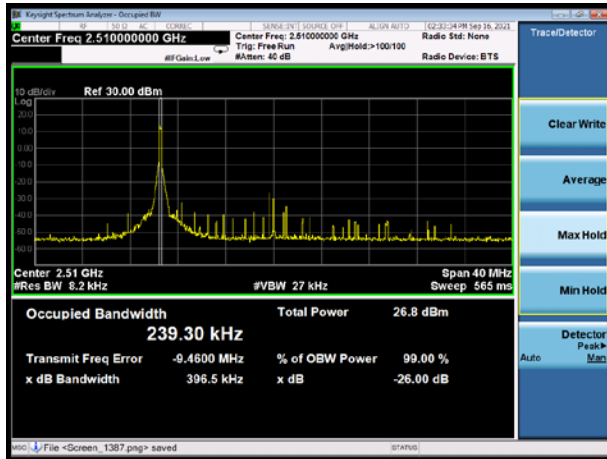 Keysight Spectrum Analyzer - Occupied BW
RF 50 Ω AC CORREC SENSE:INT SOURCE OFF ALIGN AUTO 02:33:34 PM Sep 16, 2021
Center Freq 2.510000000 GHz
Center Freq: 2.510000000 GHz Radio Std: None
Trig: Free Run Avg|Hold:>100/100
#IFGain:Low #Atten: 40 dB Radio Device: BTS
Trace/Detector
10 dB/div Ref 30.00 dBm
Log
20.0
10.0
0.00
-10.0
-20.0
-30.0
-40.0
-50.0
-60.0
Center 2.51 GHz Span 40 MHz
#Res BW 8.2 kHz #VBW 27 kHz Sweep 565 ms
Occupied Bandwidth Total Power 26.8 dBm
239.30 kHz
Transmit Freq Error -9.4600 MHz % of OBW Power 99.00 %
x dB Bandwidth 396.5 kHz x dB -26.00 dB
Clear Write
Average
Max Hold
Min Hold
Detector
Peak▶
Auto Man
MSG File <Screen_1387.png> saved STATUS